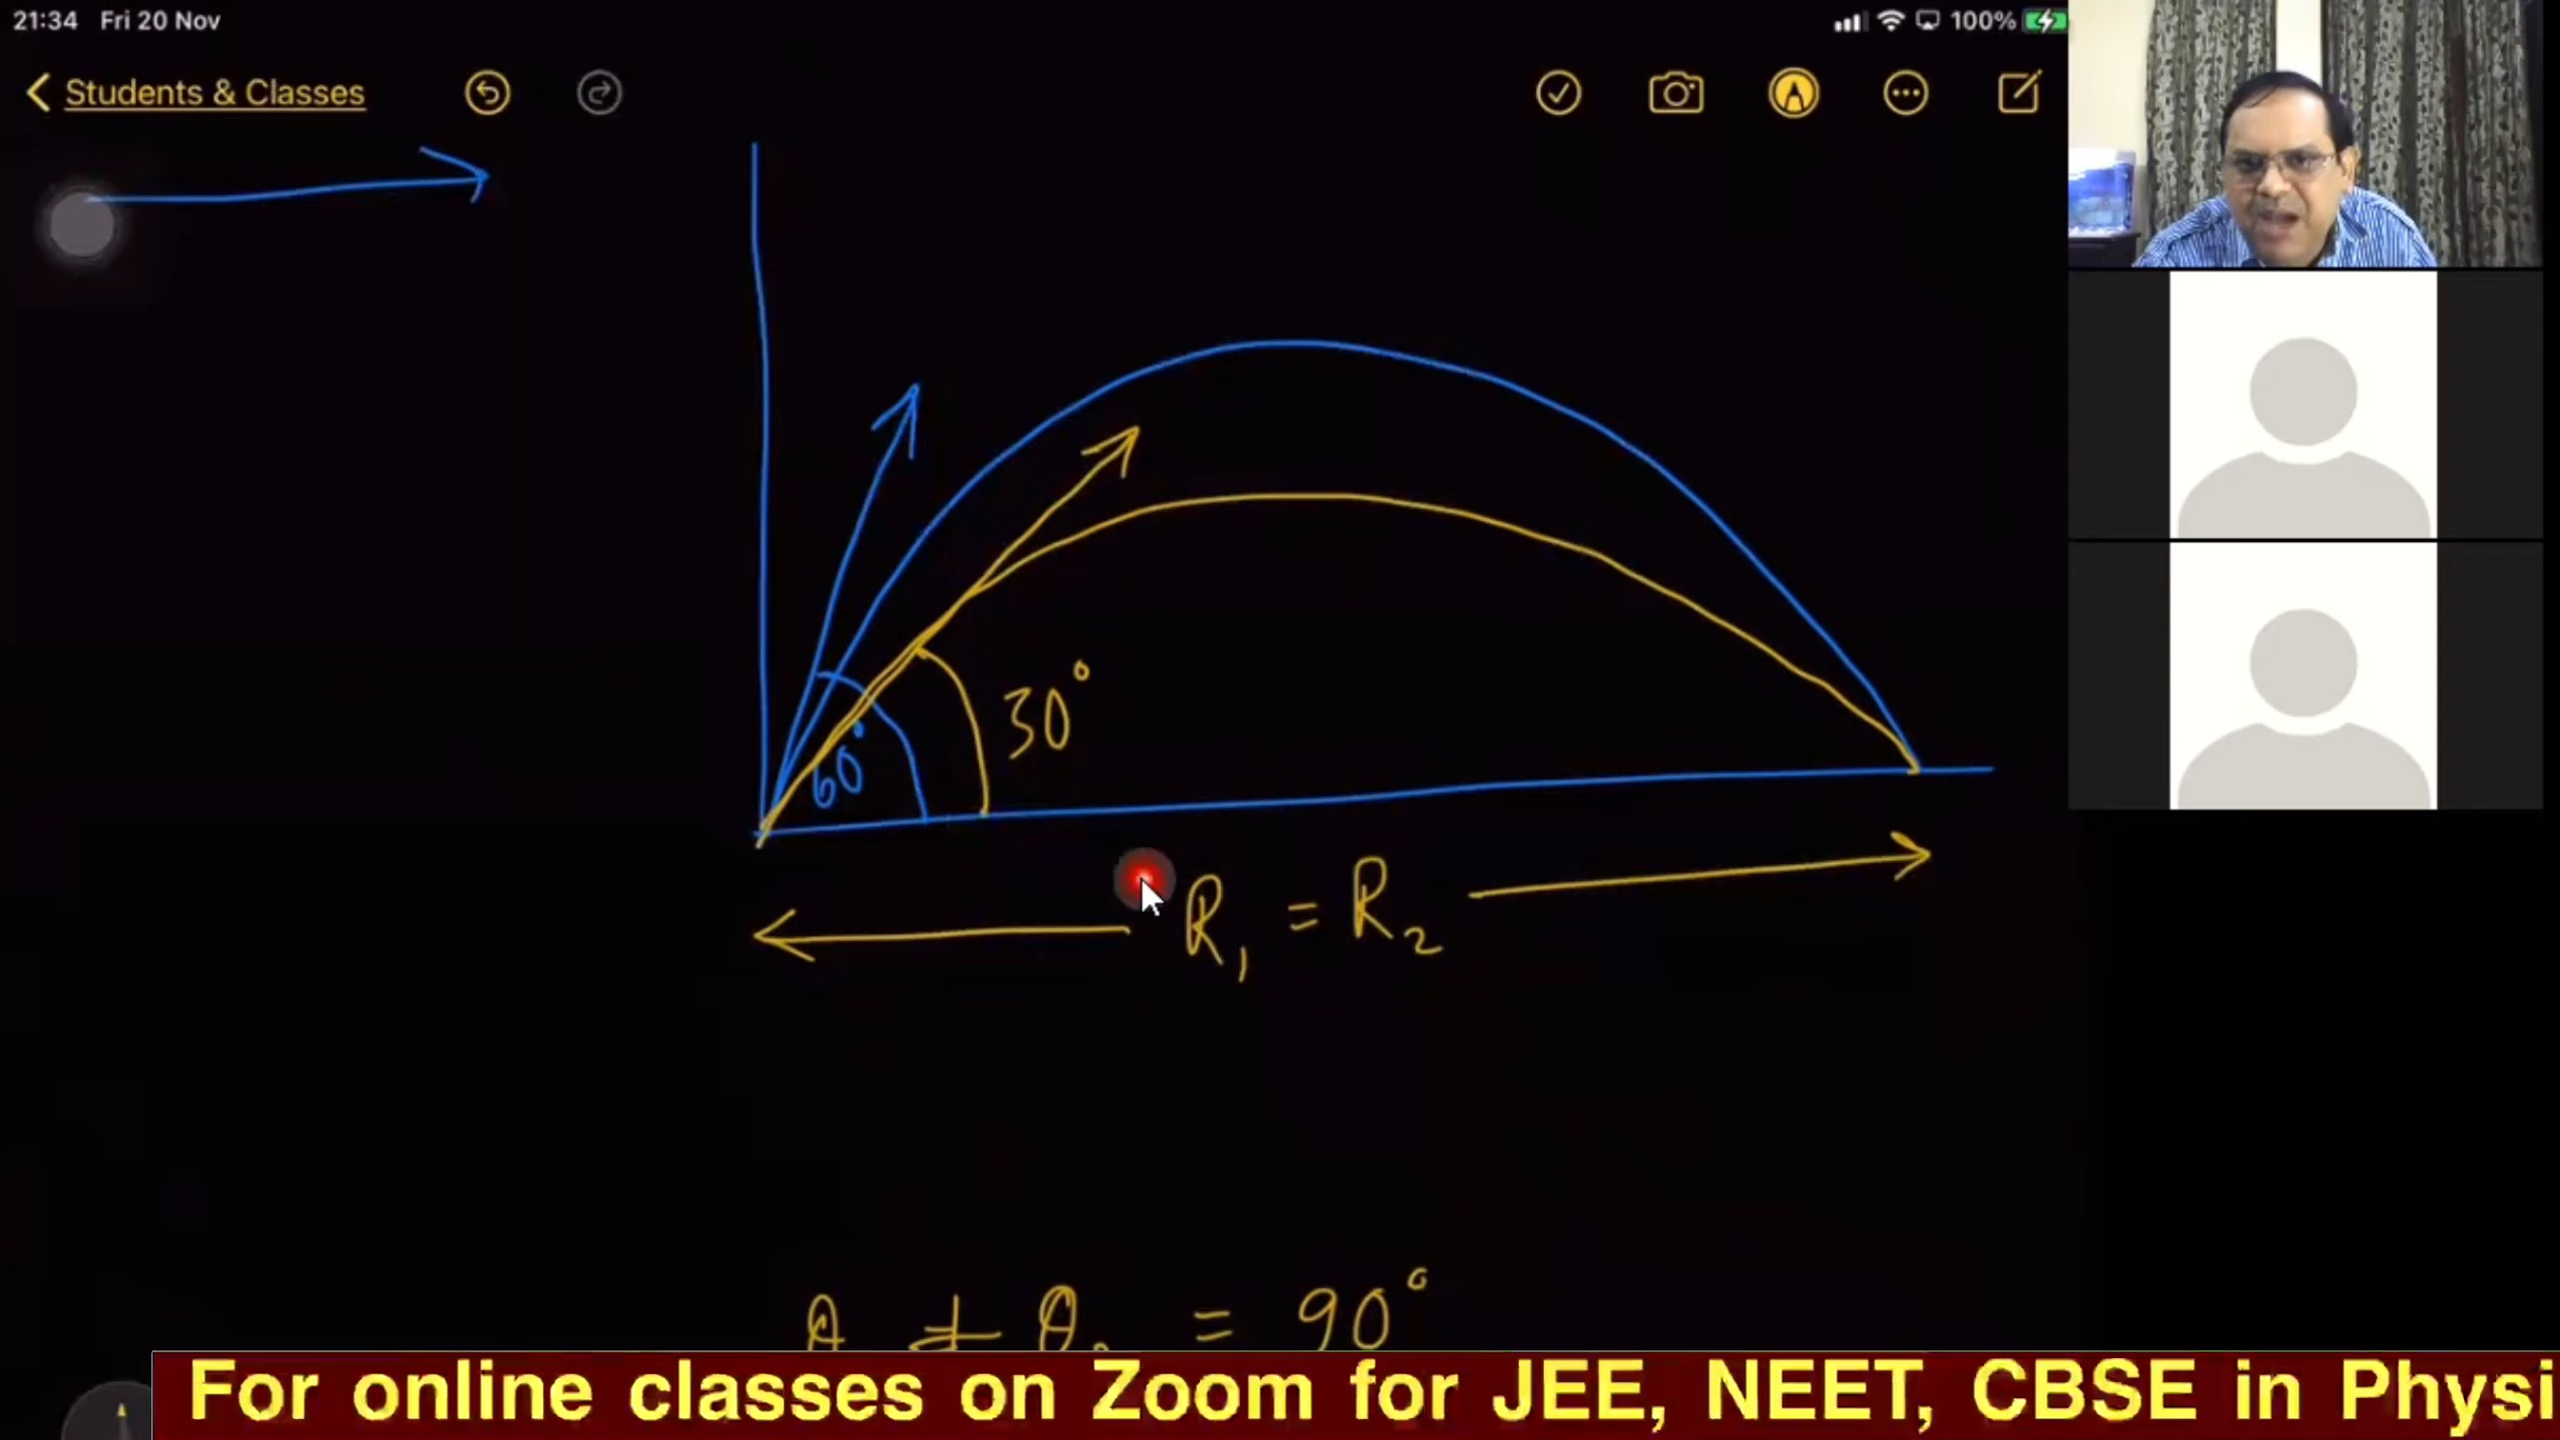 21:34 Fri 20 Nov
100%
Students & Classes
30°
60°
R₁ = R₂
= 90°
For online classes on Zoom for JEE, NEET, CBSE in Physi